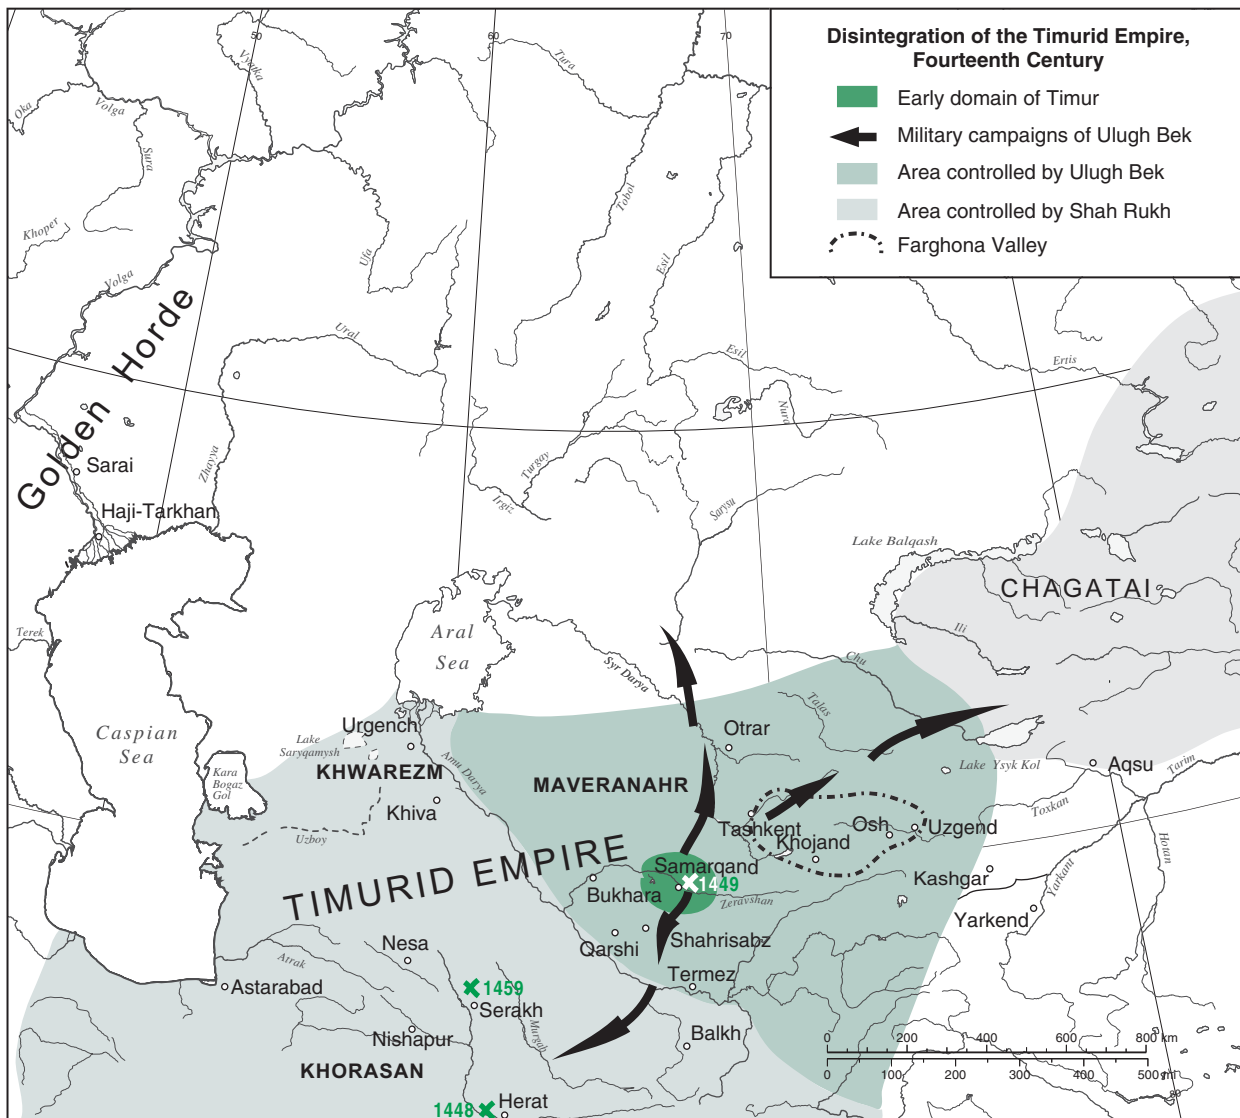 Disintegration of the Timurid Empire,
Fourteenth Century
Early domain of Timur
Military campaigns of Ulugh Bek
Area controlled by Ulugh Bek
Area controlled by Shah Rukh
Farghona Valley
50
60
70
Oka
Volga
Vyatka
Sura
Tura
Tobol
Khoper
Volga
Ufa
Esil
Ural
Esil
Ertis
Nura
Golden Horde
Sarai
Zhayya
Turgay
Irgiz
Sarysu
Haji-Tarkhan
Lake Balqash
CHAGATAI
Ili
Terek
Aral
Sea
Syr Darya
Chu
Talas
Caspian
Sea
Urgench
Lake
Saryqamysh
Otrar
Kara
Bogaz
Gol
KHWAREZM
Amu Darya
MAVERANAHR
Lake Ysyk Kol
Aqsu
Tarim
Khiva
Toxkan
Uzboy
Tashkent
Osh
Uzgend
Khojand
Hotan
TIMURID EMPIRE
Samarqand
1449
Bukhara
Zeravshan
Kashgar
Yarkant
Yarkend
Nesa
Qarshi
Shahrisabz
Atrak
Astarabad
1459
Serakh
Termez
Nishapur
Murgab
Balkh
KHORASAN
1448
Herat
0 200 400 600 800 km
0 100 200 300 400 500 mi